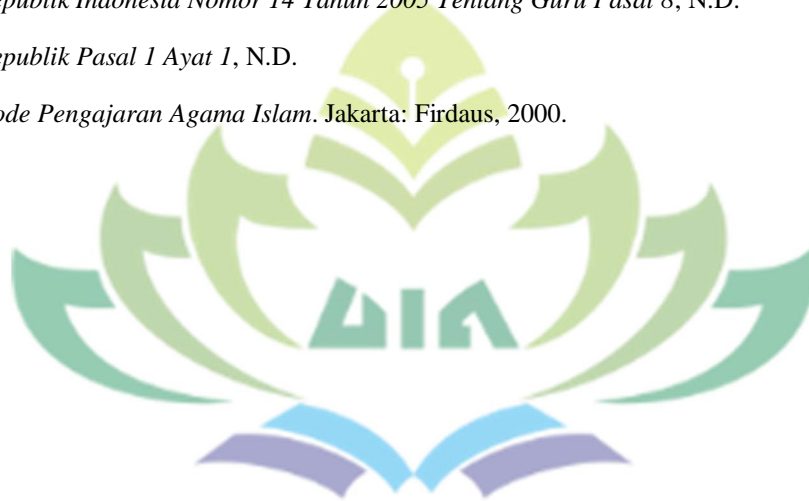 epublik Indonesia Nomor 14 Tahun 2005 Tentang Guru Pasal 8, N.D.
epublik Pasal 1 Ayat 1, N.D.
ode Pengajaran Agama Islam. Jakarta: Firdaus, 2000.
UIN